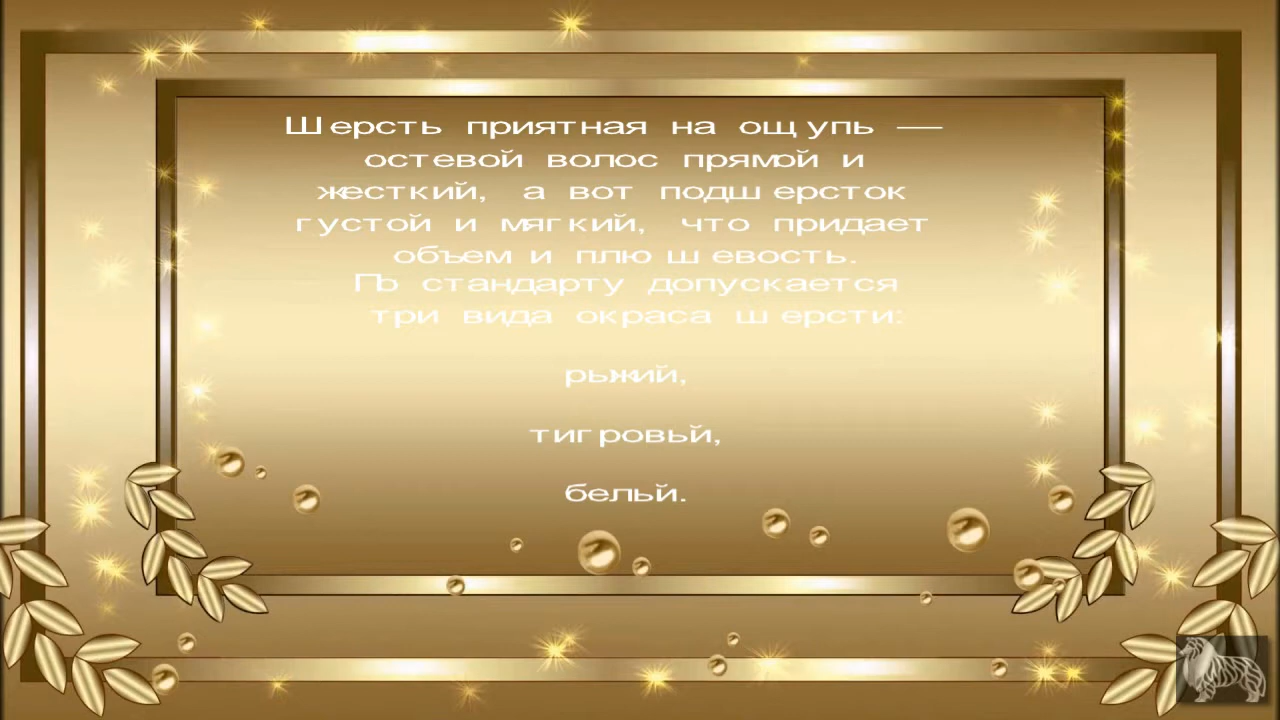 Шерсть приятная на ощупь —
остевой волос прямой и
жесткий, а вот подшерсток
густой и мягкий, что придает
объем и плюшевость.
По стандарту допускается
три вида окраса шерсти:
рыжий,
тигровый,
белый.